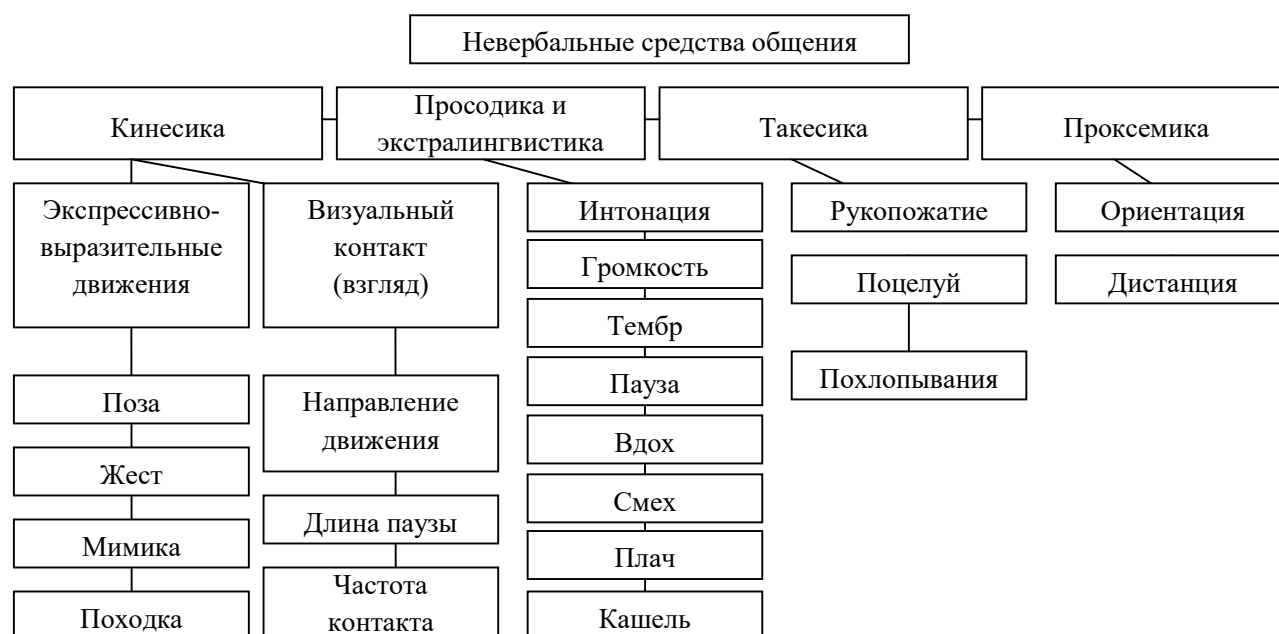 Невербальные средства общения
Кинесика
Просодика и
экстралингвистика
Такесика
Проксемика
Экспрессивно-
выразительные
движения
Поза
Жест
Мимика
Походка
Визуальный
контакт
(взгляд)
Направление
движения
Длина паузы
Частота
контакта
Интонация
Громкость
Тембр
Пауза
Вдох
Смех
Плач
Кашель
Рукопожатие
Поцелуй
Похлопывания
Ориентация
Дистанция